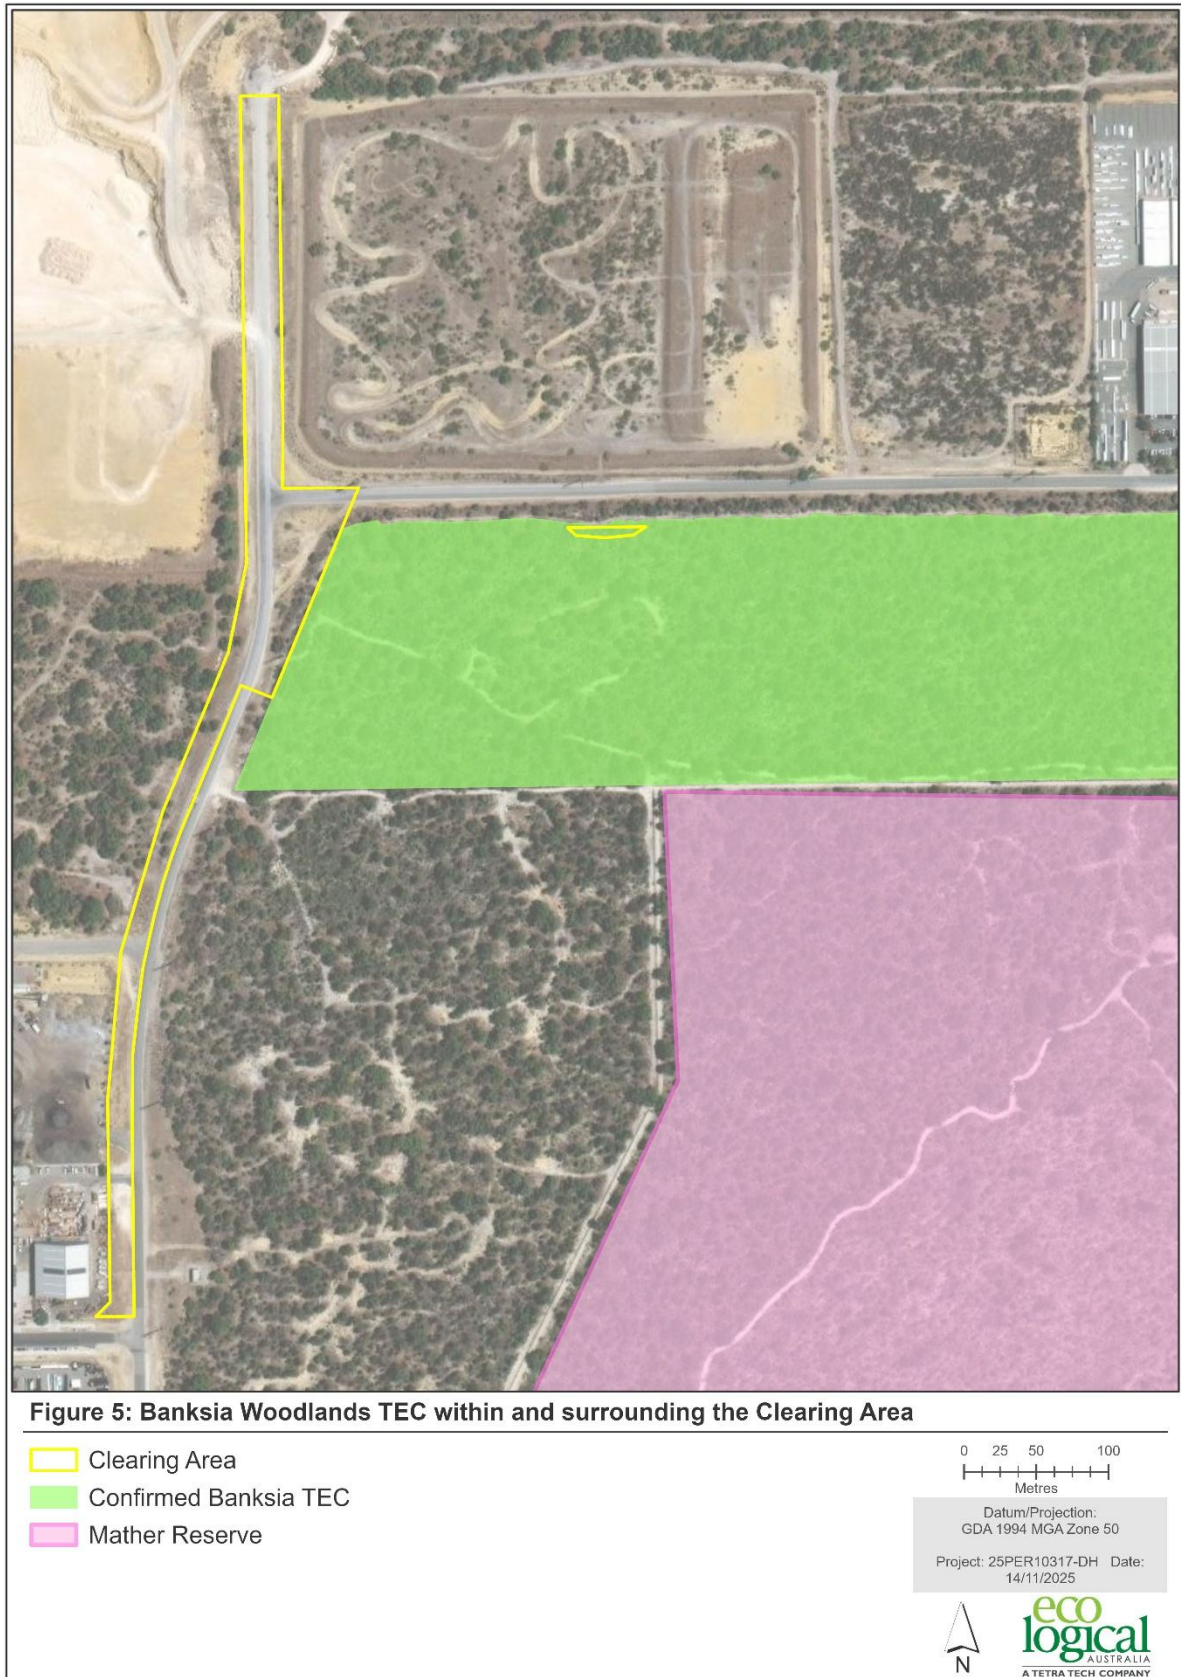 Figure 5: Banksia Woodlands TEC within and surrounding the Clearing Area
Clearing Area
Confirmed Banksia TEC
Mather Reserve
0 25 50 100
Metres
Datum/Projection:
GDA 1994 MGA Zone 50
Project: 25PER10317-DH Date:
14/11/2025
N
eco
logical
AUSTRALIA
A TETRA TECH COMPANY